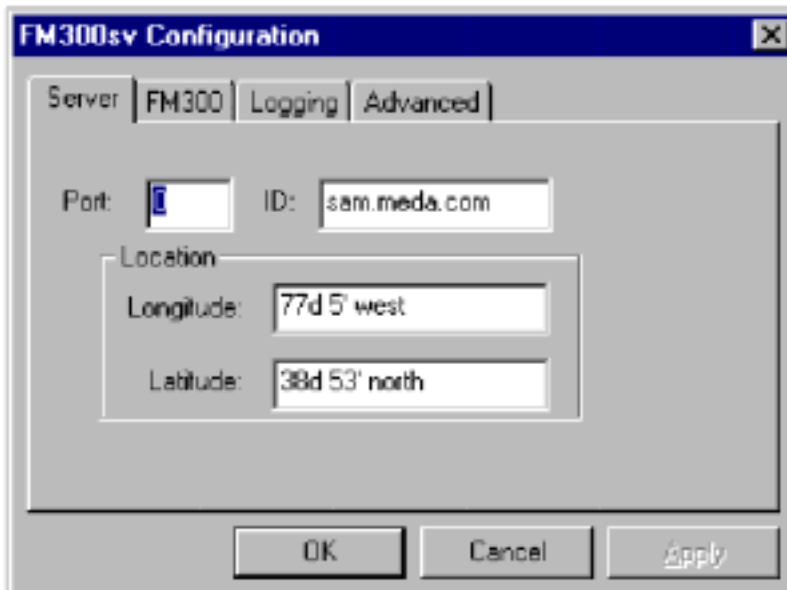 FM300sv Configuration
Server FM300 Logging Advanced
Port: 0 ID: sam.meda.com
Location
Longitude: 77d 5' west
Latitude: 38d 53' north
OK Cancel Apply